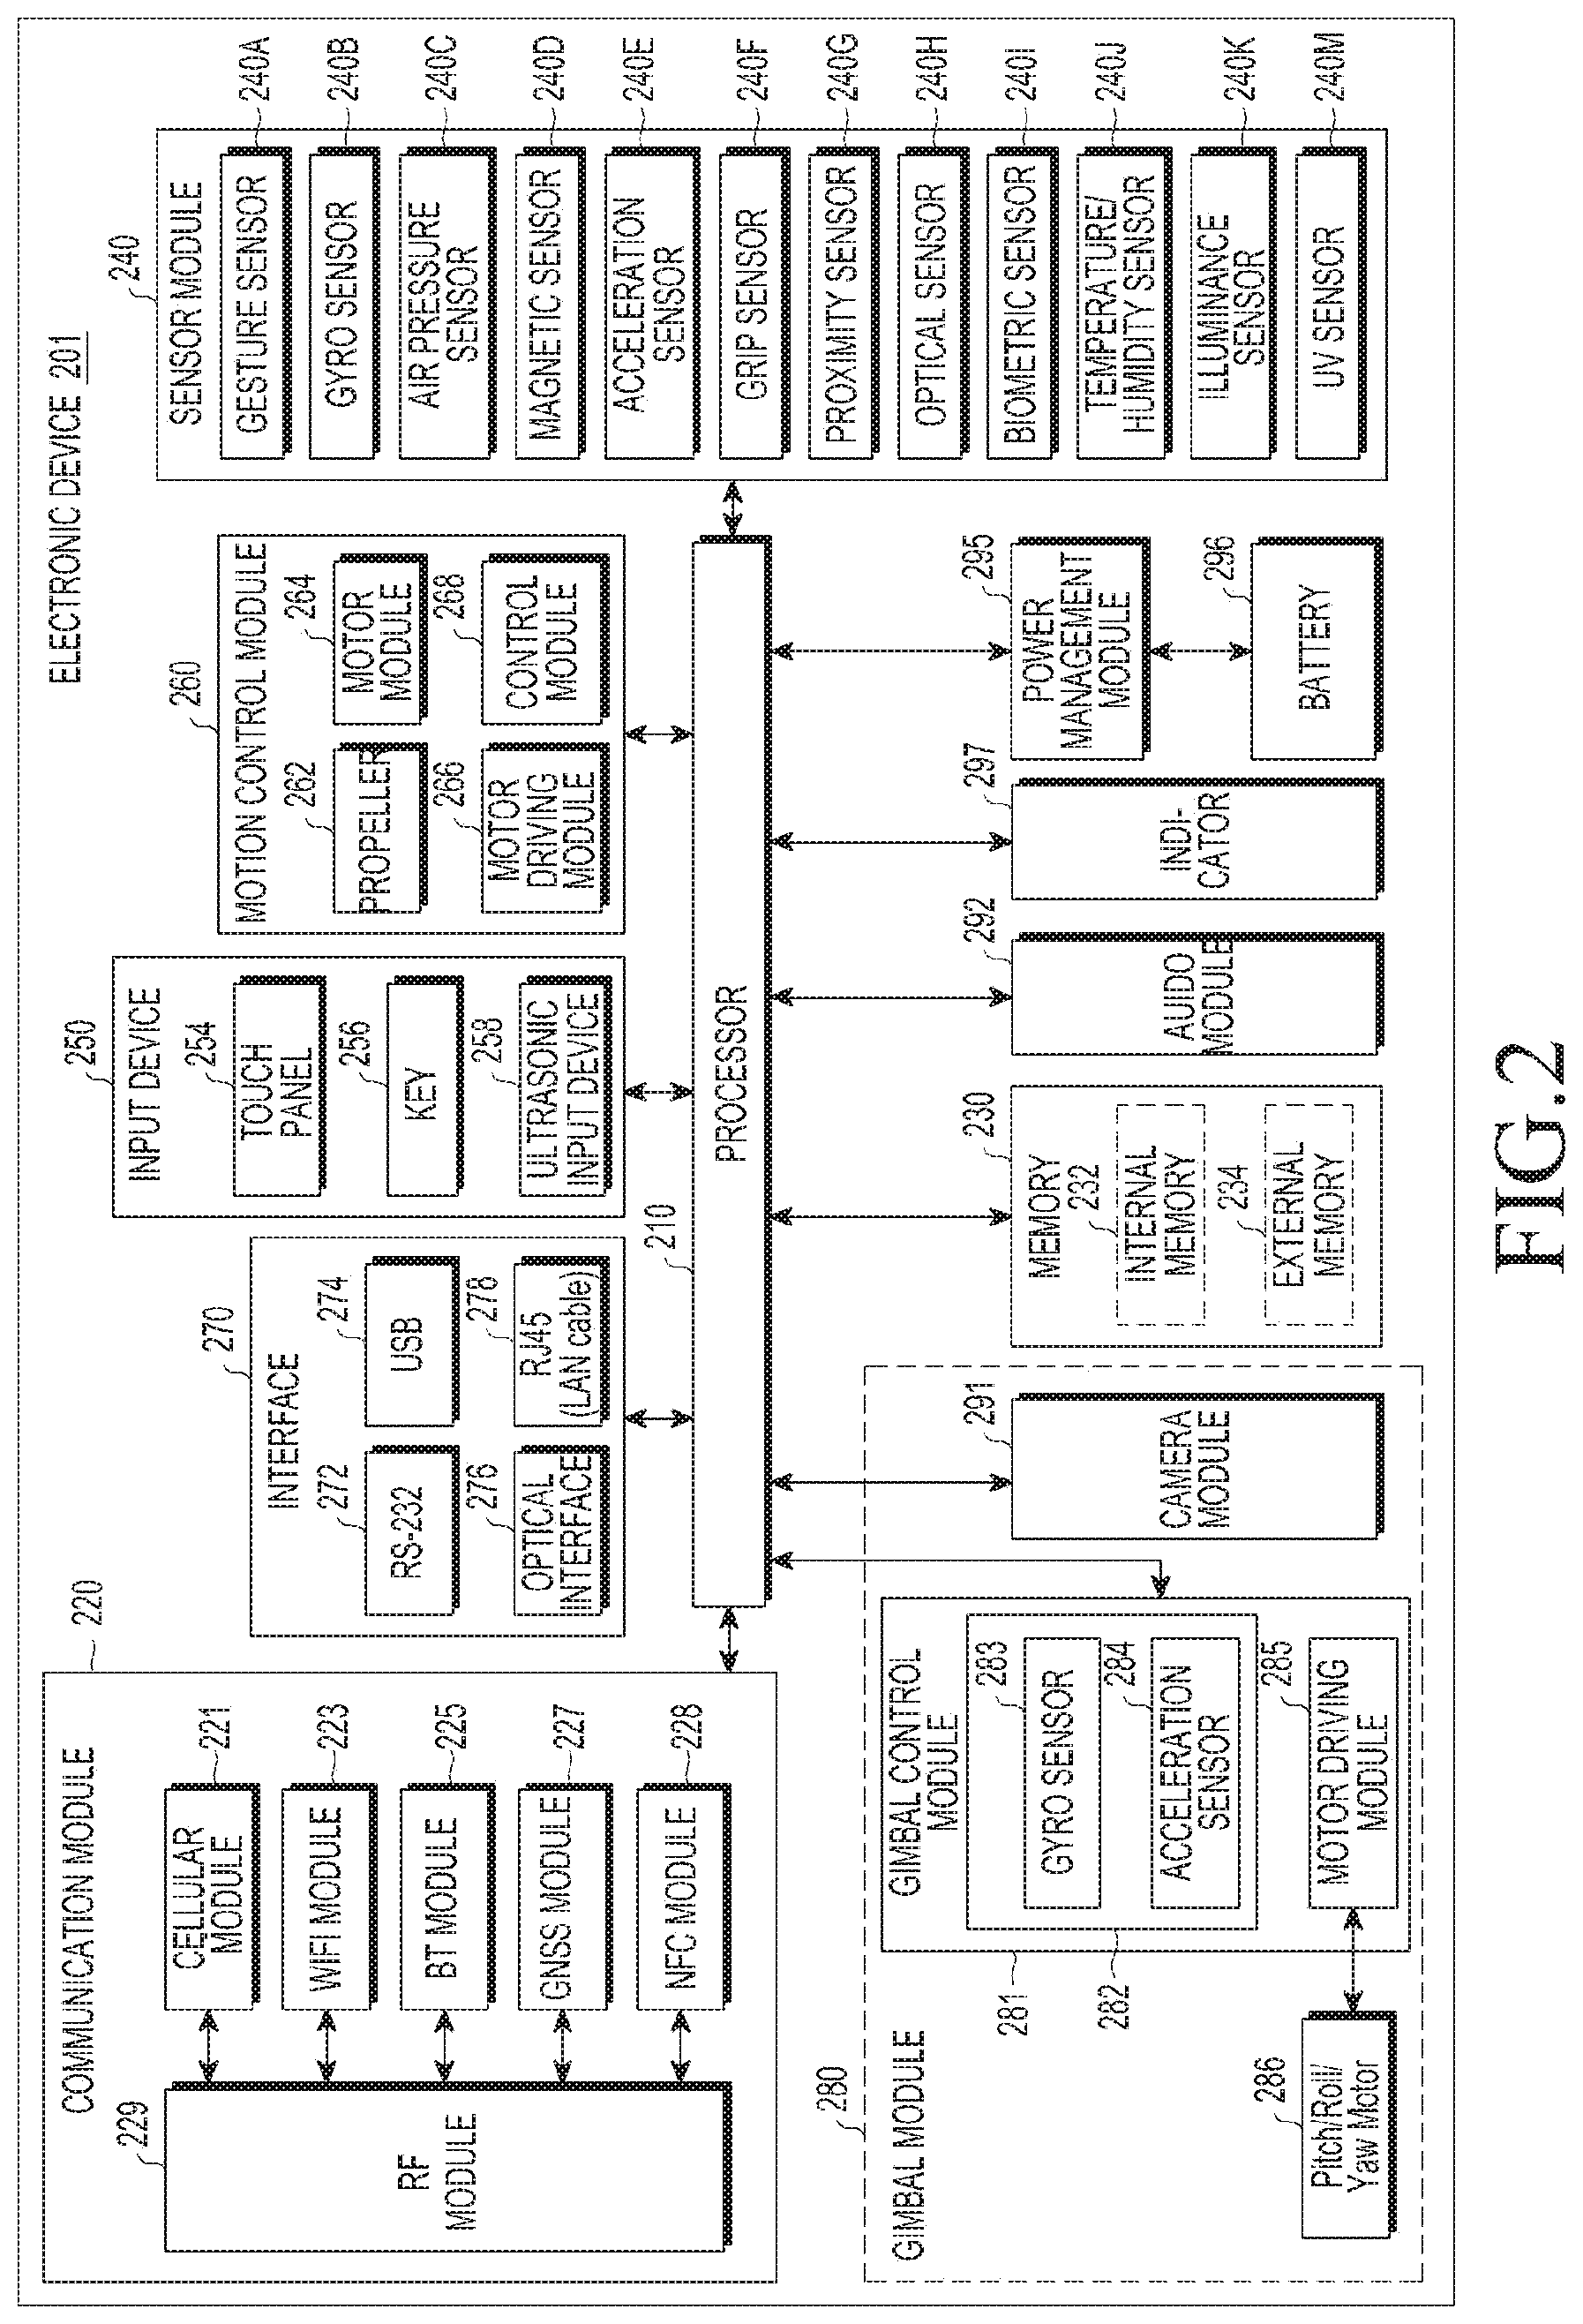 ELECTRONIC DEVICE 201
COMMUNICATION MODULE
220
229
RF
MODULE
CELLULAR
MODULE
221
WIFI MODULE
223
BT MODULE
225
GNSS MODULE
227
NFC MODULE
228
270
INTERFACE
272
RS-232
274
USB
276
OPTICAL
INTERFACE
278
RJ45
(LAN cable)
250
INPUT DEVICE
254
TOUCH
PANEL
256
KEY
258
ULTRASONIC
INPUT DEVICE
260
MOTION CONTROL MODULE
262
PROPELLER
264
MOTOR
MODULE
266
MOTOR
DRIVING
MODULE
268
CONTROL
MODULE
240
SENSOR MODULE
GESTURE SENSOR
240A
GYRO SENSOR
240B
AIR PRESSURE
SENSOR
240C
MAGNETIC SENSOR
240D
ACCELERATION
SENSOR
240E
GRIP SENSOR
240F
PROXIMITY SENSOR
240G
OPTICAL SENSOR
240H
BIOMETRIC SENSOR
240I
TEMPERATURE/
HUMIDITY SENSOR
240J
ILLUMINANCE
SENSOR
240K
UV SENSOR
240M
210
PROCESSOR
280
GIMBAL MODULE
286
Pitch/Roll/
Yaw Motor
281
282
GIMBAL CONTROL
MODULE
283
GYRO SENSOR
284
ACCELERATION
SENSOR
285
MOTOR DRIVING
MODULE
291
CAMERA
MODULE
230
MEMORY
232
INTERNAL
MEMORY
234
EXTERNAL
MEMORY
292
AUIDO
MODULE
297
INDI-
CATOR
295
POWER
MANAGEMENT
MODULE
296
BATTERY
FIG.2